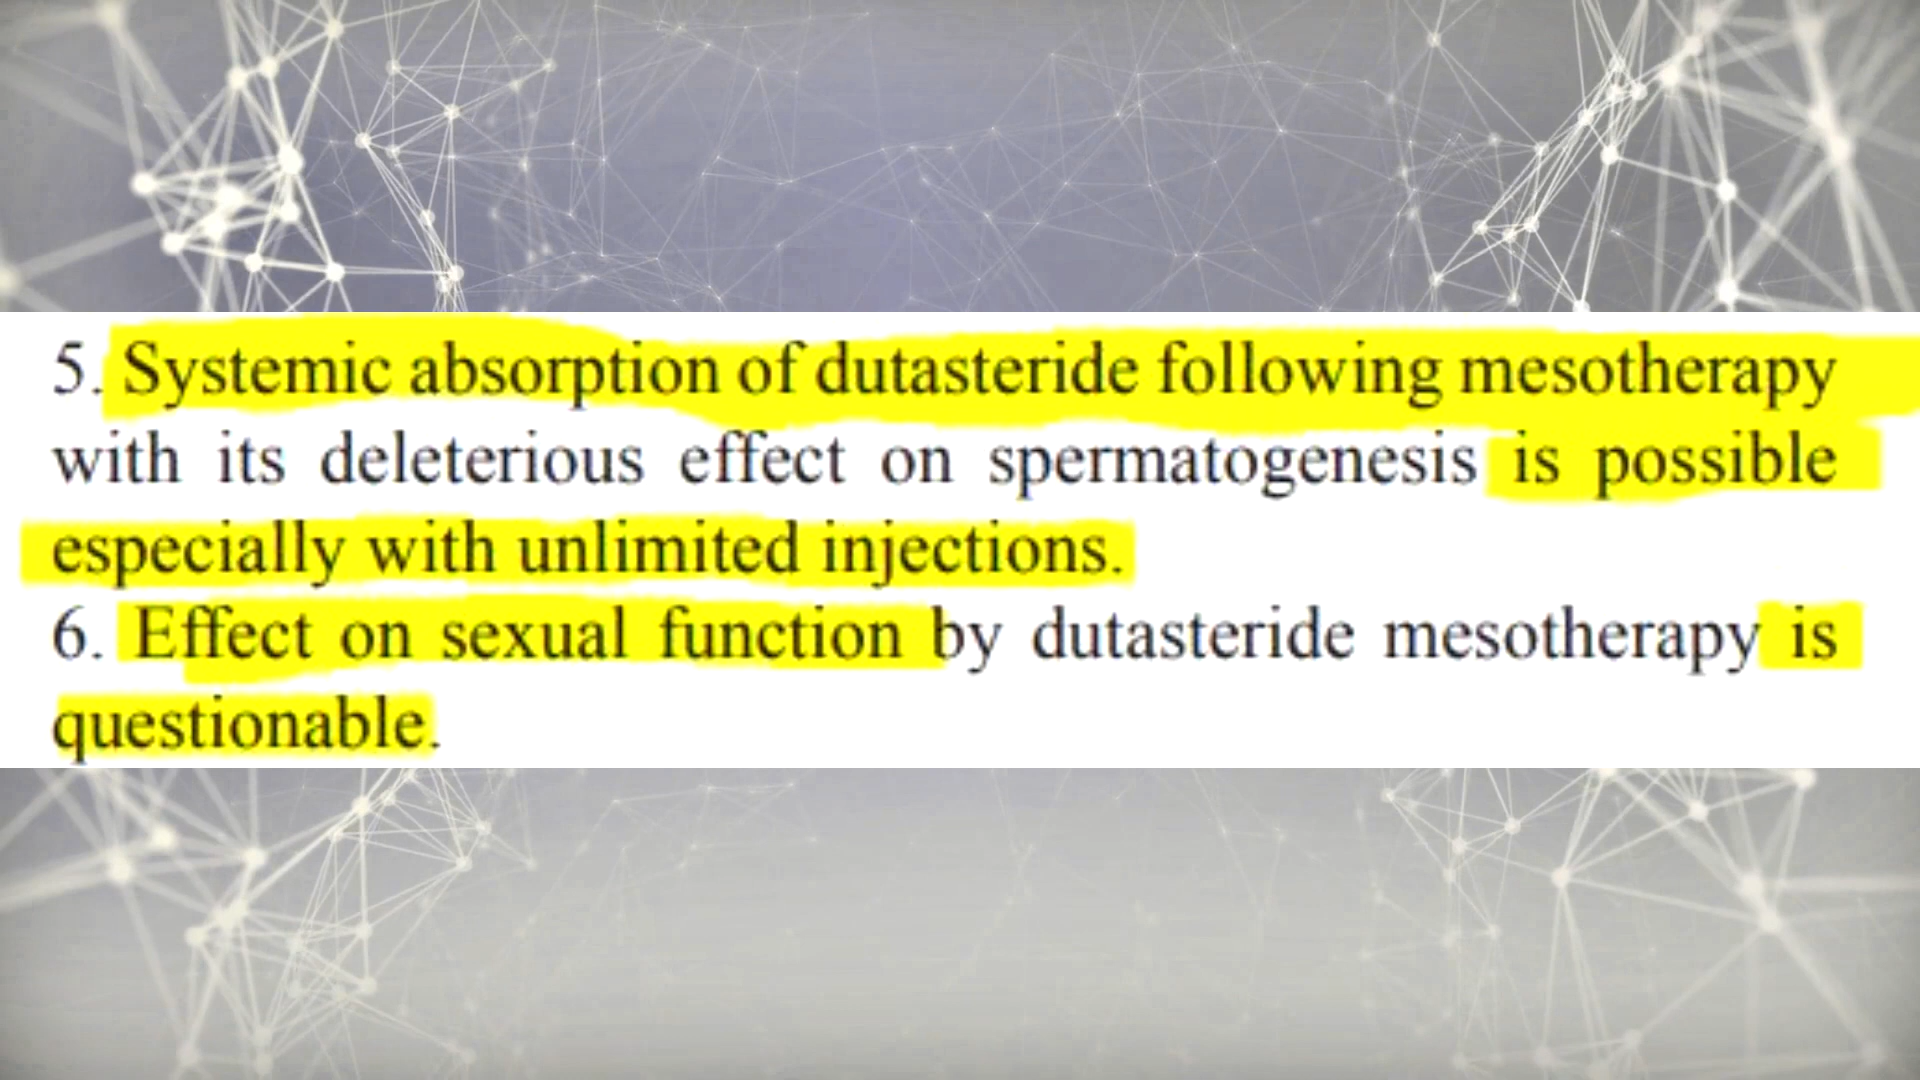 5. Systemic absorption of dutasteride following mesotherapy
with its deleterious effect on spermatogenesis is possible
especially with unlimited injections.
6. Effect on sexual function by dutasteride mesotherapy is
questionable.